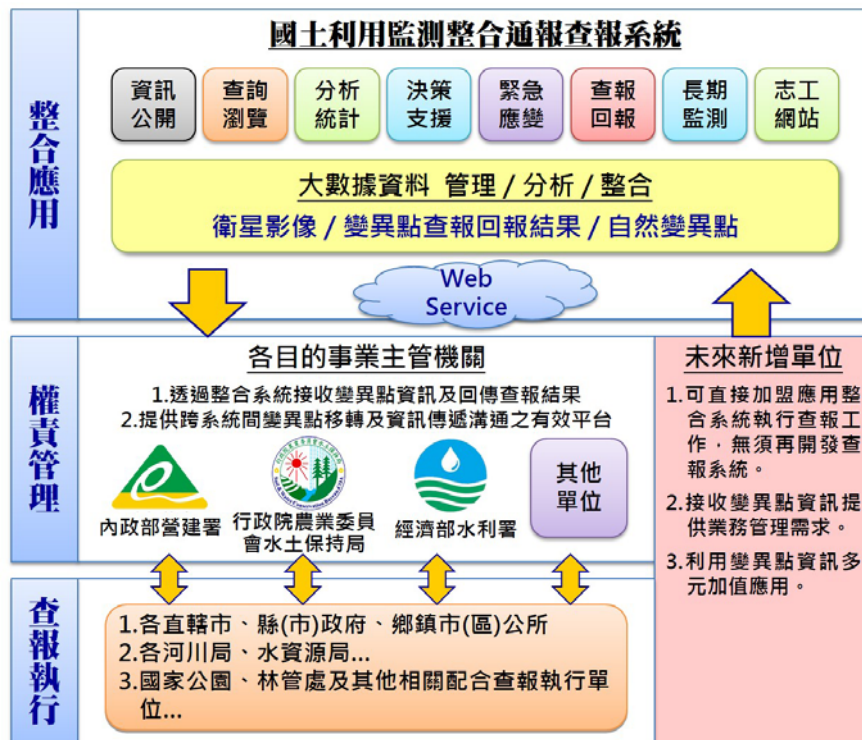 國土利用監測整合通報查報系統
整合應用
資訊
公開
查詢
瀏覽
分析
統計
決策
支援
緊急
應變
查報
回報
長期
監測
志工
網站
大數據資料 管理 / 分析 / 整合
衛星影像 / 變異點查報回報結果 / 自然變異點
Web
Service
權責管理
各目的事業主管機關
1.透過整合系統接收變異點資訊及回傳查報結果
2.提供跨系統間變異點移轉及資訊傳遞溝通之有效平台
內政部營建署
行政院農業委員
會水土保持局
經濟部水利署
其他
單位
未來新增單位
1.可直接加盟應用整
合系統執行查報工
作，無須再開發查
報系統。
2.接收變異點資訊提
供業務管理需求。
3.利用變異點資訊多
元加值應用。
查報執行
1.各直轄市、縣(市)政府、鄉鎮市(區)公所
2.各河川局、水資源局...
3.國家公園、林管處及其他相關配合查報執行單
位...